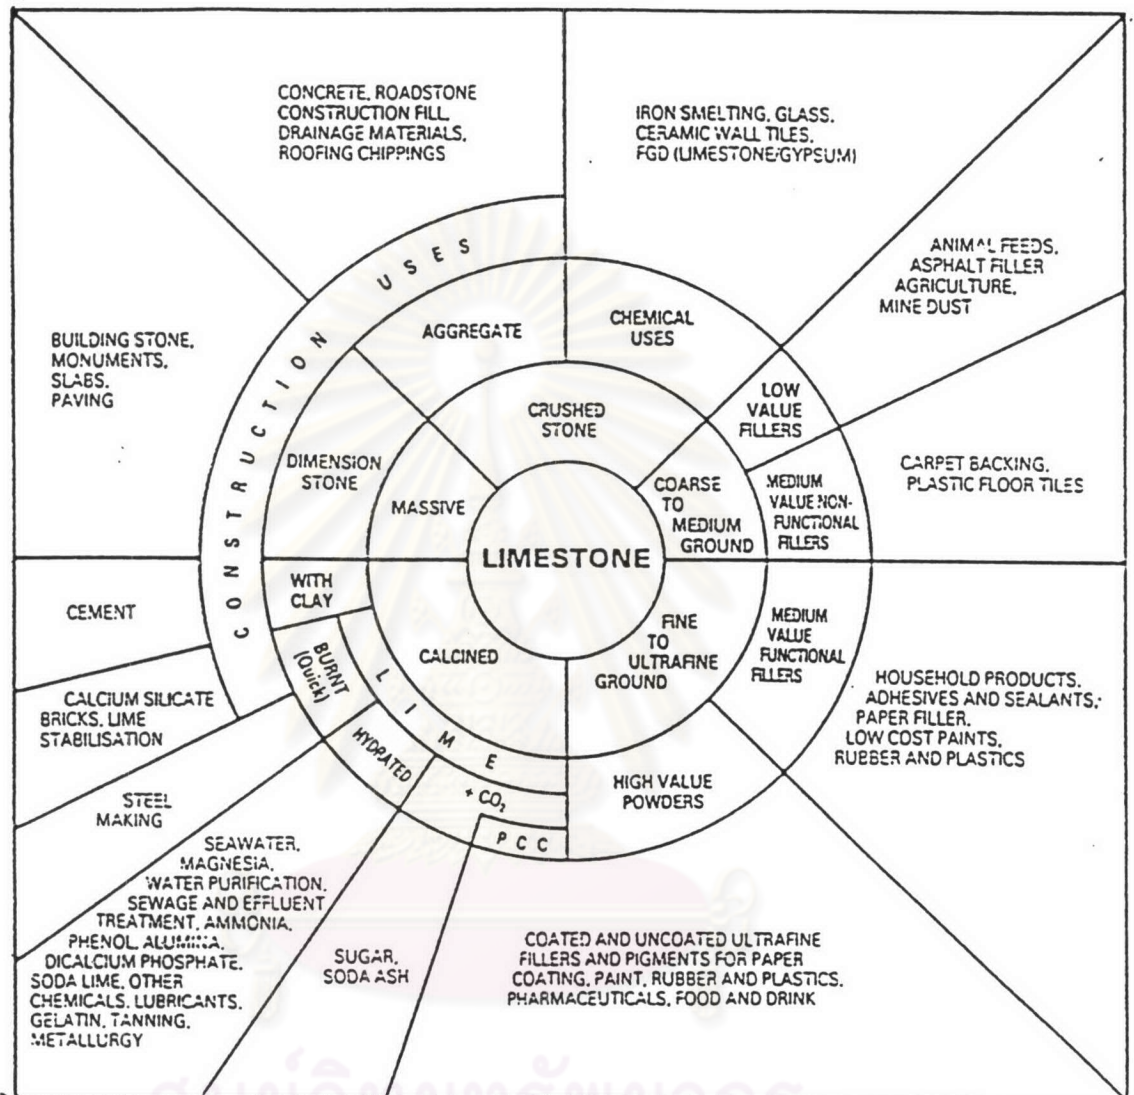 CONCRETE, ROADSTONE
CONSTRUCTION FILL
DRAINAGE MATERIALS,
ROOFING CHIPPINGS
IRON SMELTING, GLASS,
CERAMIC WALL TILES,
FGD (LIMESTONE/GYPSUM)
ANIMAL FEEDS,
ASPHALT FILLER
AGRICULTURE,
MINE DUST
CARPET BACKING,
PLASTIC FLOOR TILES
BUILDING STONE,
MONUMENTS,
SLABS,
PAVING
CONSTRUCTION USES
AGGREGATE
CHEMICAL
USES
LOW
VALUE
FILLERS
MEDIUM
VALUE NON-
FUNCTIONAL
FILLERS
DIMENSION
STONE
CRUSHED
STONE
MASSIVE
COARSE
TO
MEDIUM
GROUND
LIMESTONE
WITH
CLAY
CALCINED
FINE
TO
ULTRAFINE
GROUND
MEDIUM
VALUE
FUNCTIONAL
FILLERS
BURNT
(Quick)
LIME
HYDRATED
+ CO₂
PCC
HIGH VALUE
POWDERS
CEMENT
CALCIUM SILICATE
BRICKS, LIME
STABILISATION
STEEL
MAKING
SEAWATER,
MAGNESIA,
WATER PURIFICATION,
SEWAGE AND EFFLUENT
TREATMENT, AMMONIA,
PHENOL, ALUMINA,
DICALCIUM PHOSPHATE,
SODA LIME, OTHER
CHEMICALS, LUBRICANTS,
GELATIN, TANNING,
METALLURGY
SUGAR,
SODA ASH
COATED AND UNCOATED ULTRAFINE
FILLERS AND PIGMENTS FOR PAPER
COATING, PAINT, RUBBER AND PLASTICS,
PHARMACEUTICALS, FOOD AND DRINK
HOUSEHOLD PRODUCTS,
ADHESIVES AND SEALANTS,
PAPER FILLER,
LOW COST PAINTS,
RUBBER AND PLASTICS